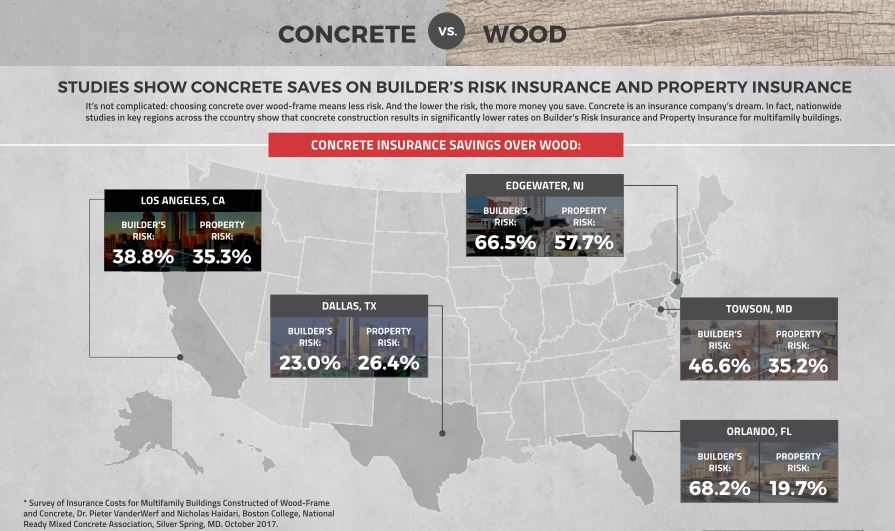 CONCRETE VS. WOOD
STUDIES SHOW CONCRETE SAVES ON BUILDER'S RISK INSURANCE AND PROPERTY INSURANCE
It's not complicated: choosing concrete over wood-frame means less risk. And the lower the risk, the more money you save. Concrete is an insurance company's dream. In fact, nationwide
studies in key regions across the ccountry show that concrete construction results in significantly lower rates on Builder's Risk Insurance and Property Insurance for multifamily buildings.
CONCRETE INSURANCE SAVINGS OVER WOOD:
LOS ANGELES, CA
BUILDER'S
RISK:
38.8%
PROPERTY
RISK:
35.3%
EDGEWATER, NJ
BUILDER'S
RISK:
66.5%
PROPERTY
RISK:
57.7%
DALLAS, TX
BUILDER'S
RISK:
23.0%
PROPERTY
RISK:
26.4%
TOWSON, MD
BUILDER'S
RISK:
46.6%
PROPERTY
RISK:
35.2%
ORLANDO, FL
BUILDER'S
RISK:
68.2%
PROPERTY
RISK:
19.7%
* Survey of Insurance Costs for Multifamily Buildings Constructed of Wood-Frame
and Concrete, Dr. Pieter VanderWerf and Nicholas Haidari, Boston College, National
Ready Mixed Concrete Association, Silver Spring, MD. October 2017.